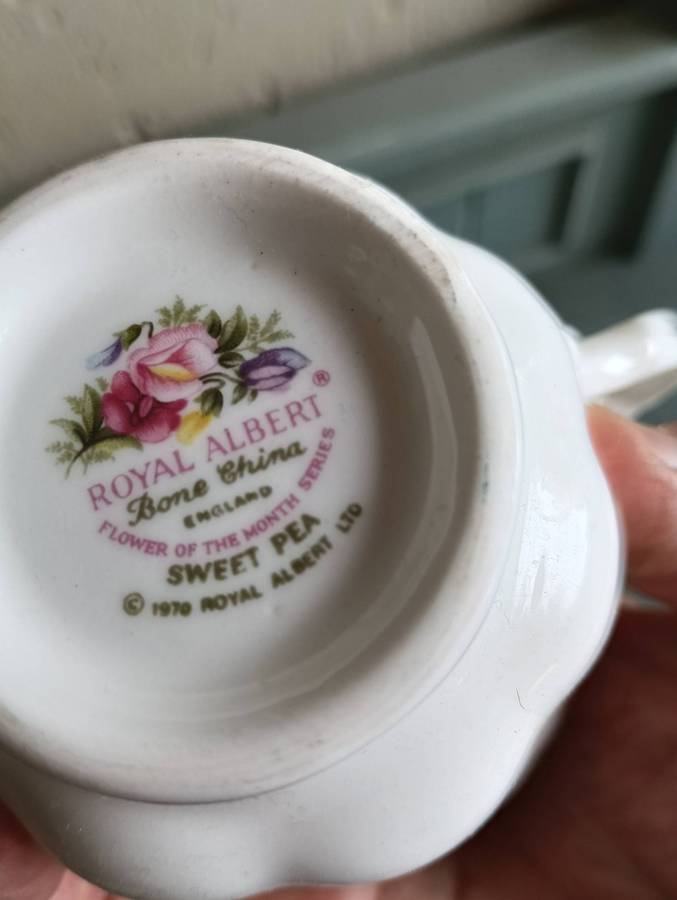 ROYAL ALBERT ®
Bone China
ENGLAND
FLOWER OF THE MONTH SERIES
SWEET PEA
© 1970 ROYAL ALBERT LTD